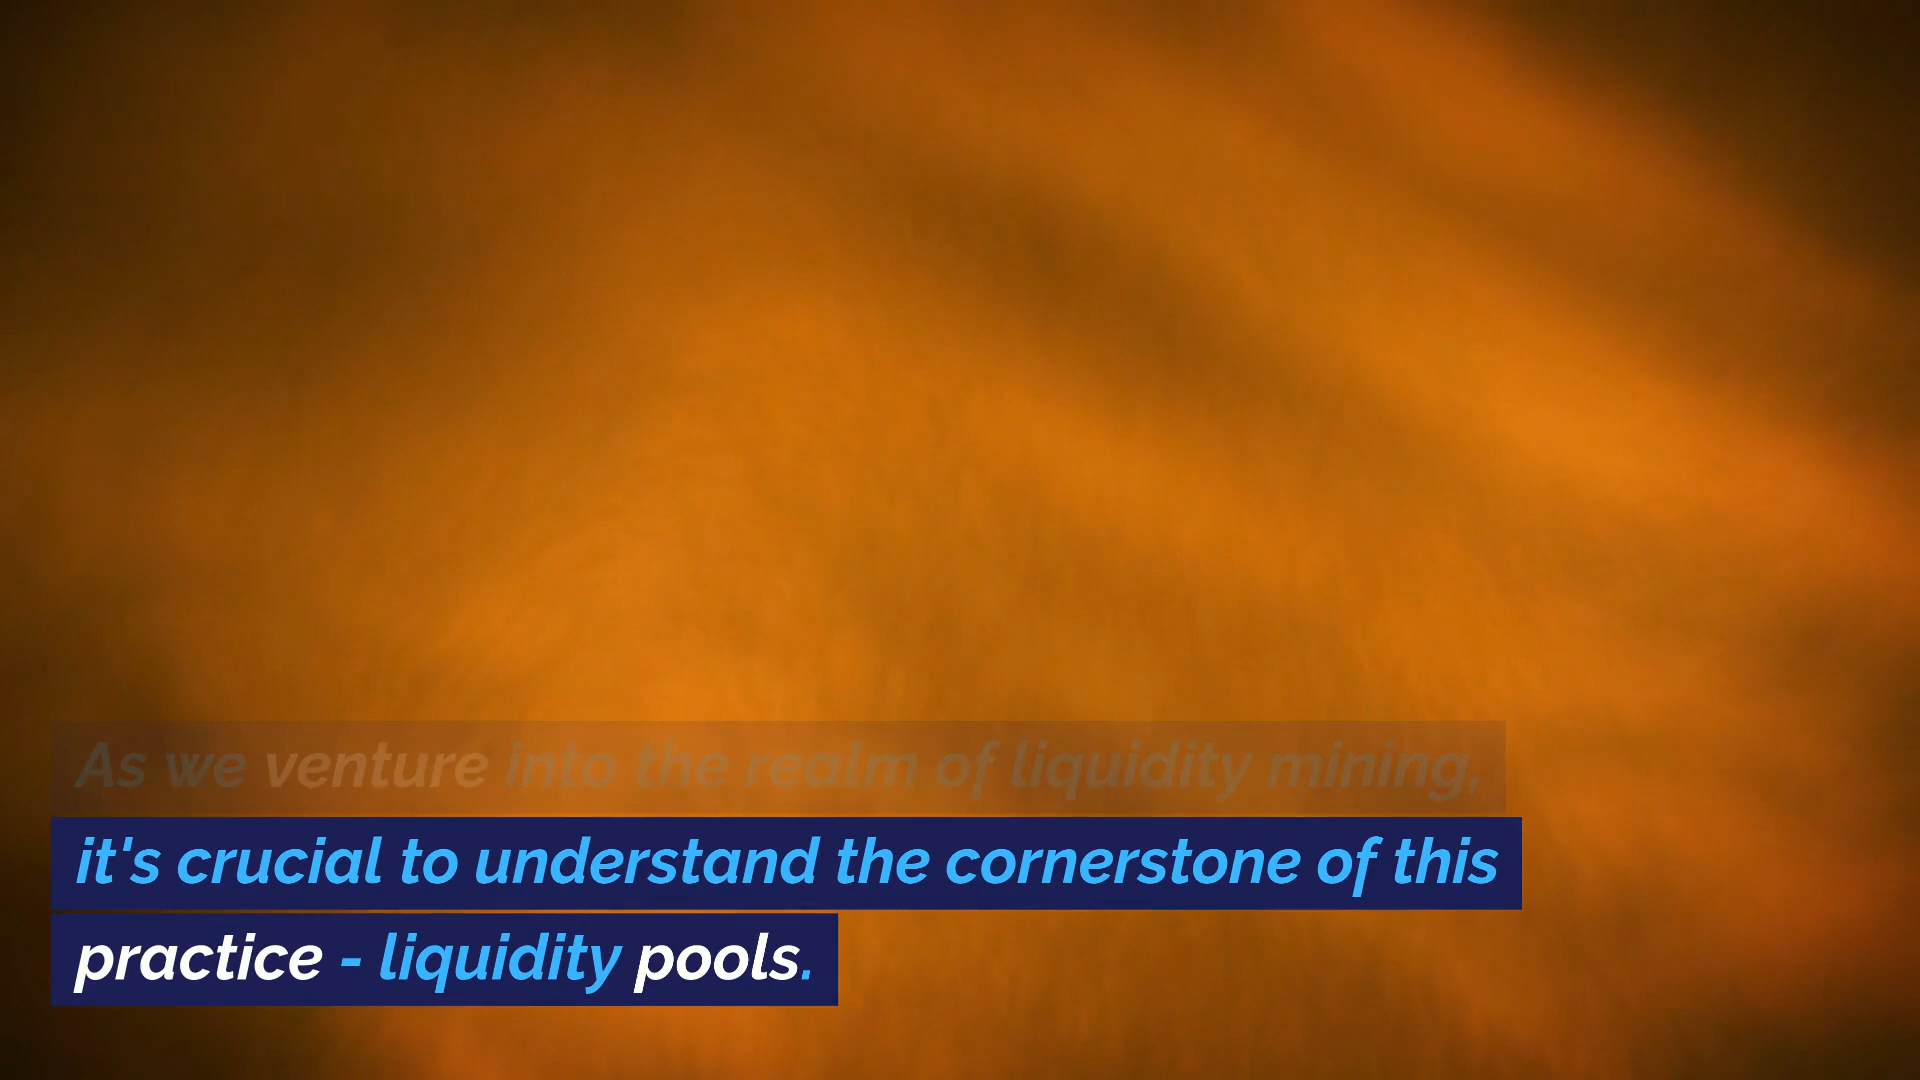 As we venture into the realm of liquidity mining,
it's crucial to understand the cornerstone of this
practice - liquidity pools.